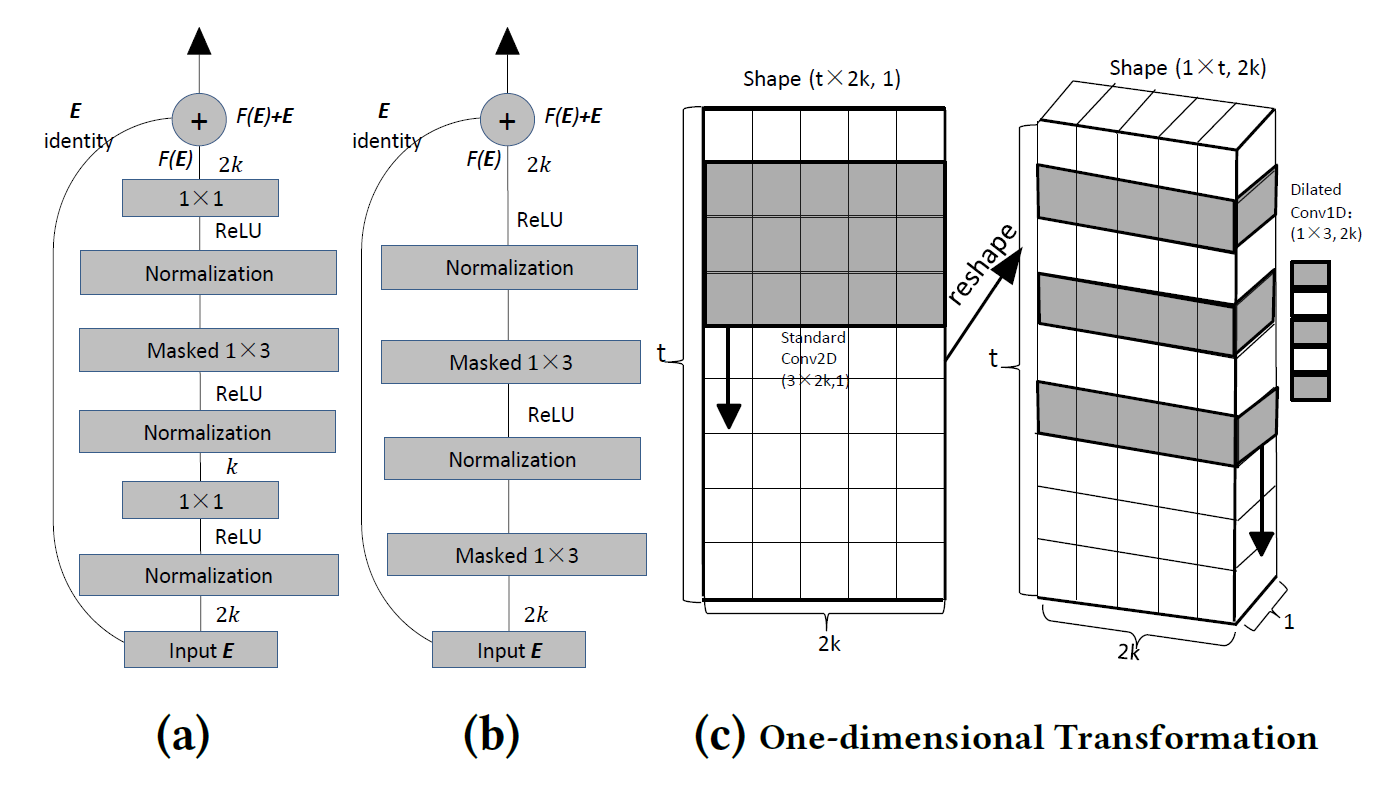 E
identity
+
F(E)+E
F(E)
2k
1×1
ReLU
Normalization
Masked 1×3
ReLU
Normalization
k
1×1
ReLU
Normalization
2k
Input E
(a)
E
identity
+
F(E)+E
F(E)
2k
ReLU
Normalization
Masked 1×3
ReLU
Normalization
Masked 1×3
2k
Input E
(b)
Shape (t×2k, 1)
t
Standard
Conv2D
(3×2k,1)
2k
reshape
Shape (1×t, 2k)
t
Dilated
Conv1D:
(1×3, 2k)
2k
1
(c) One-dimensional Transformation